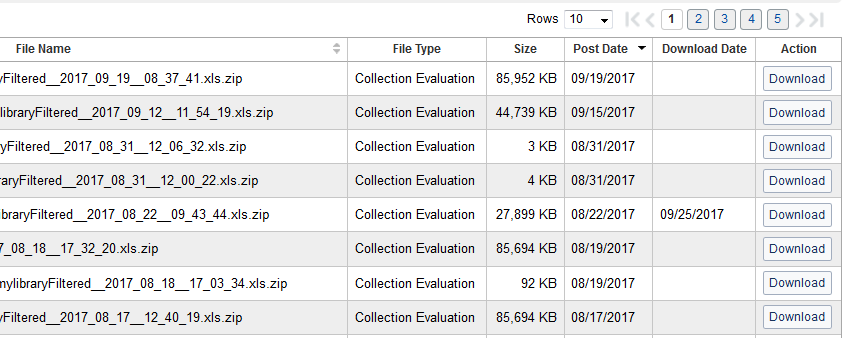 Rows 10 1 2 3 4 5
File Name File Type Size Post Date Download Date Action
yFiltered__2017_09_19__08_37_41.xls.zip Collection Evaluation 85,952 KB 09/19/2017 Download
libraryFiltered__2017_09_12__11_54_19.xls.zip Collection Evaluation 44,739 KB 09/15/2017 Download
yFiltered__2017_08_31__12_06_32.xls.zip Collection Evaluation 3 KB 08/31/2017 Download
raryFiltered__2017_08_31__12_00_22.xls.zip Collection Evaluation 4 KB 08/31/2017 Download
libraryFiltered__2017_08_22__09_43_44.xls.zip Collection Evaluation 27,899 KB 08/22/2017 09/25/2017 Download
7_08_18__17_32_20.xls.zip Collection Evaluation 85,694 KB 08/19/2017 Download
mylibraryFiltered__2017_08_18__17_03_34.xls.zip Collection Evaluation 92 KB 08/19/2017 Download
yFiltered__2017_08_17__12_40_19.xls.zip Collection Evaluation 85,694 KB 08/17/2017 Download